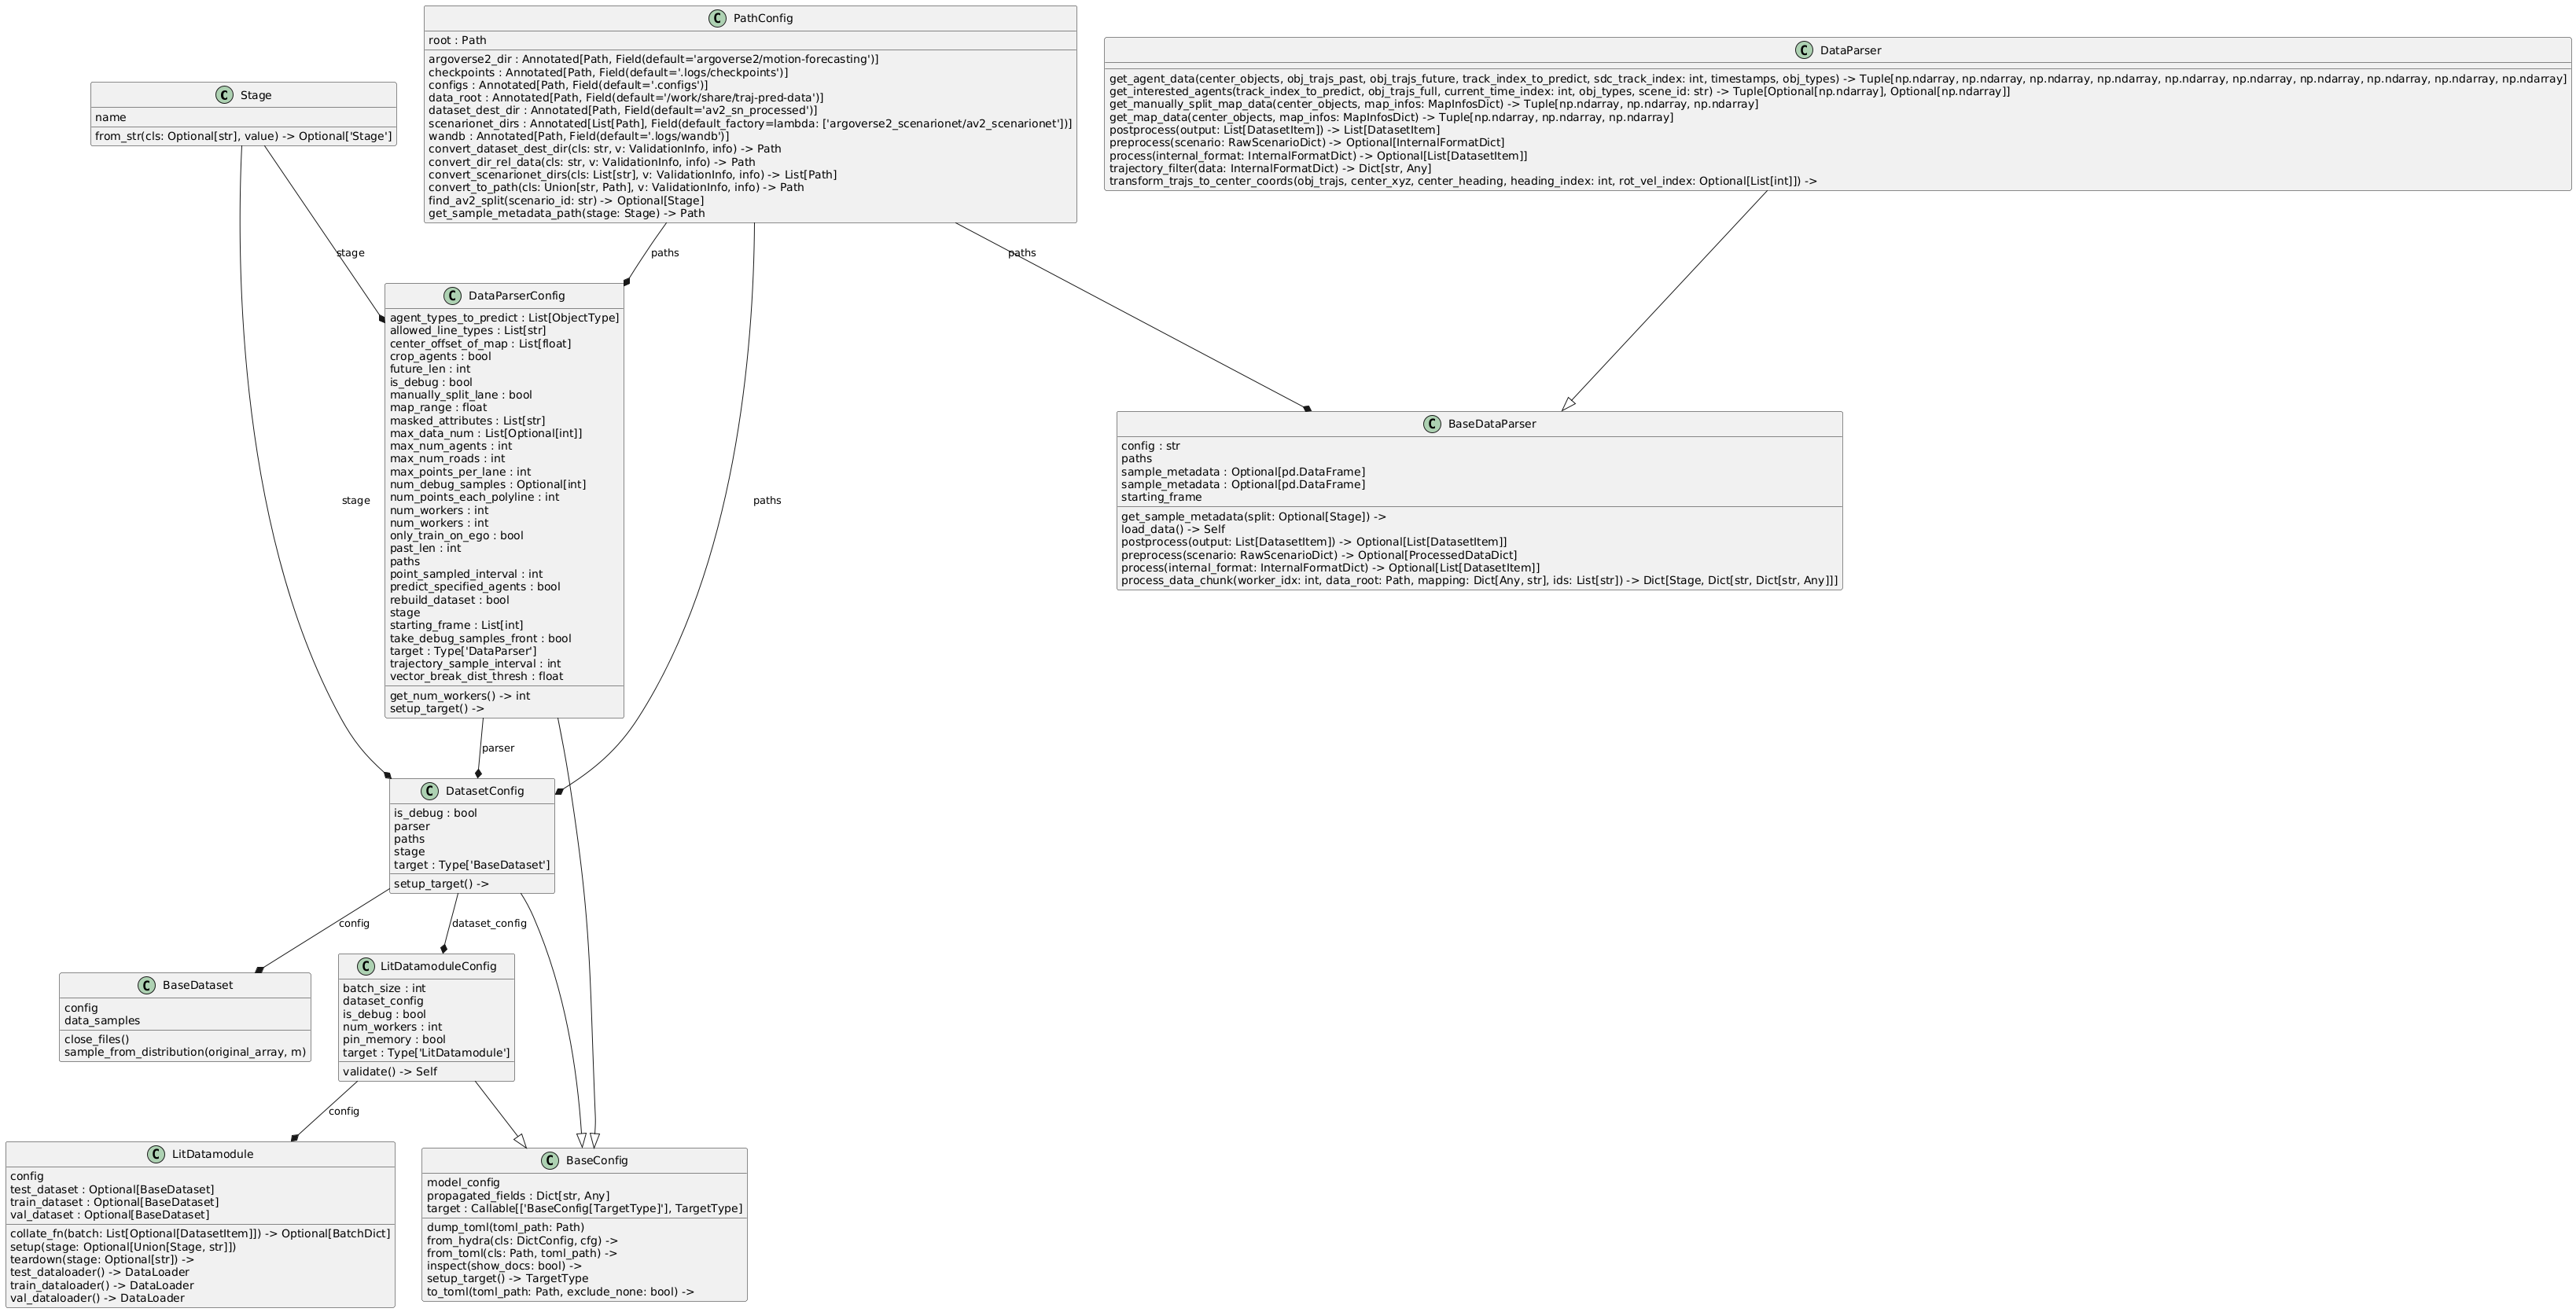 C PathConfig
root : Path
argoverse2_dir : Annotated[Path, Field(default='argoverse2/motion-forecasting')]
checkpoints : Annotated[Path, Field(default='.logs/checkpoints')]
configs : Annotated[Path, Field(default='.configs')]
data_root : Annotated[Path, Field(default='/work/share/traj-pred-data')]
dataset_dest_dir : Annotated[Path, Field(default='av2_sn_processed')]
scenarionet_dirs : Annotated[List[Path], Field(default_factory=lambda: ['argoverse2_scenarionet/av2_scenarionet'])]
wandb : Annotated[Path, Field(default='.logs/wandb')]
convert_dataset_dest_dir(cls: str, v: ValidationInfo, info) -> Path
convert_dir_rel_data(cls: str, v: ValidationInfo, info) -> Path
convert_scenarionet_dirs(cls: List[str], v: ValidationInfo, info) -> List[Path]
convert_to_path(cls: Union[str, Path], v: ValidationInfo, info) -> Path
find_av2_split(scenario_id: str) -> Optional[Stage]
get_sample_metadata_path(stage: Stage) -> Path
C DataParser
get_agent_data(center_objects, obj_trajs_past, obj_trajs_future, track_index_to_predict, sdc_track_index: int, timestamps, obj_types) -> Tuple[np.ndarray, np.ndarray, np.ndarray, np.ndarray, np.ndarray, np.ndarray, np.ndarray, np.ndarray, np.ndarray, np.ndarray]
get_interested_agents(track_index_to_predict, obj_trajs_full, current_time_index: int, obj_types, scene_id: str) -> Tuple[Optional[np.ndarray], Optional[np.ndarray]]
get_manually_split_map_data(center_objects, map_infos: MapInfosDict) -> Tuple[np.ndarray, np.ndarray, np.ndarray]
get_map_data(center_objects, map_infos: MapInfosDict) -> Tuple[np.ndarray, np.ndarray, np.ndarray]
postprocess(output: List[DatasetItem]) -> List[DatasetItem]
preprocess(scenario: RawScenarioDict) -> Optional[InternalFormatDict]
process(internal_format: InternalFormatDict) -> Optional[List[DatasetItem]]
trajectory_filter(data: InternalFormatDict) -> Dict[str, Any]
transform_trajs_to_center_coords(obj_trajs, center_xyz, center_heading, heading_index: int, rot_vel_index: Optional[List[int]]) ->
C Stage
name
from_str(cls: Optional[str], value) -> Optional['Stage']
stage
paths
paths
C DataParserConfig
agent_types_to_predict : List[ObjectType]
allowed_line_types : List[str]
center_offset_of_map : List[float]
crop_agents : bool
future_len : int
is_debug : bool
manually_split_lane : bool
map_range : float
masked_attributes : List[str]
max_data_num : List[Optional[int]]
max_num_agents : int
max_num_roads : int
max_points_per_lane : int
num_debug_samples : Optional[int]
num_points_each_polyline : int
num_workers : int
num_workers : int
only_train_on_ego : bool
past_len : int
paths
point_sampled_interval : int
predict_specified_agents : bool
rebuild_dataset : bool
stage
starting_frame : List[int]
take_debug_samples_front : bool
target : Type['DataParser']
trajectory_sample_interval : int
vector_break_dist_thresh : float
get_num_workers() -> int
setup_target() ->
C BaseDataParser
config : str
paths
sample_metadata : Optional[pd.DataFrame]
sample_metadata : Optional[pd.DataFrame]
starting_frame
get_sample_metadata(split: Optional[Stage]) ->
load_data() -> Self
postprocess(output: List[DatasetItem]) -> Optional[List[DatasetItem]]
preprocess(scenario: RawScenarioDict) -> Optional[ProcessedDataDict]
process(internal_format: InternalFormatDict) -> Optional[List[DatasetItem]]
process_data_chunk(worker_idx: int, data_root: Path, mapping: Dict[Any, str], ids: List[str]) -> Dict[Stage, Dict[str, Dict[str, Any]]]
stage
paths
parser
C DatasetConfig
is_debug : bool
parser
paths
stage
target : Type['BaseDataset']
setup_target() ->
config
dataset_config
C BaseDataset
config
data_samples
close_files()
sample_from_distribution(original_array, m)
C LitDatamoduleConfig
batch_size : int
dataset_config
is_debug : bool
num_workers : int
pin_memory : bool
target : Type['LitDatamodule']
validate() -> Self
config
C LitDatamodule
config
test_dataset : Optional[BaseDataset]
train_dataset : Optional[BaseDataset]
val_dataset : Optional[BaseDataset]
collate_fn(batch: List[Optional[DatasetItem]]) -> Optional[BatchDict]
setup(stage: Optional[Union[Stage, str]])
teardown(stage: Optional[str]) ->
test_dataloader() -> DataLoader
train_dataloader() -> DataLoader
val_dataloader() -> DataLoader
C BaseConfig
model_config
propagated_fields : Dict[str, Any]
target : Callable[['BaseConfig[TargetType]'], TargetType]
dump_toml(toml_path: Path)
from_hydra(cls: DictConfig, cfg) ->
from_toml(cls: Path, toml_path) ->
inspect(show_docs: bool) ->
setup_target() -> TargetType
to_toml(toml_path: Path, exclude_none: bool) ->